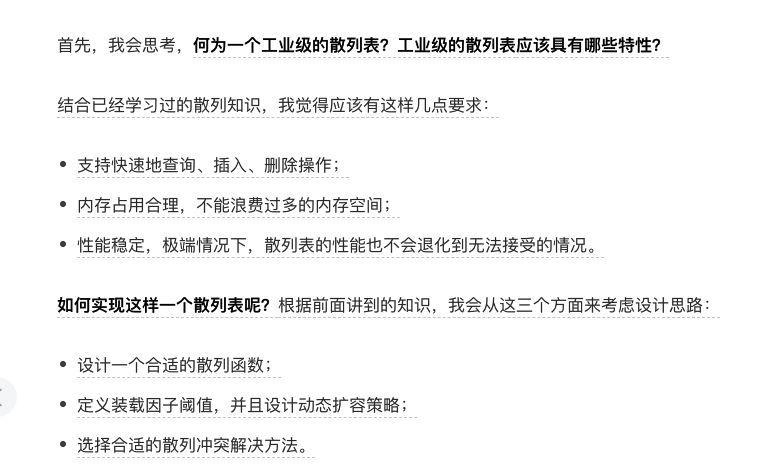 首先，我会思考，何为一个工业级的散列表？工业级的散列表应该具有哪些特性？
结合已经学习过的散列知识，我觉得应该有这样几点要求：
• 支持快速地查询、插入、删除操作；
• 内存占用合理，不能浪费过多的内存空间；
• 性能稳定，极端情况下，散列表的性能也不会退化到无法接受的情况。
如何实现这样一个散列表呢？根据前面讲到的知识，我会从这三个方面来考虑设计思路：
• 设计一个合适的散列函数；
• 定义装载因子阈值，并且设计动态扩容策略；
• 选择合适的散列冲突解决方法。